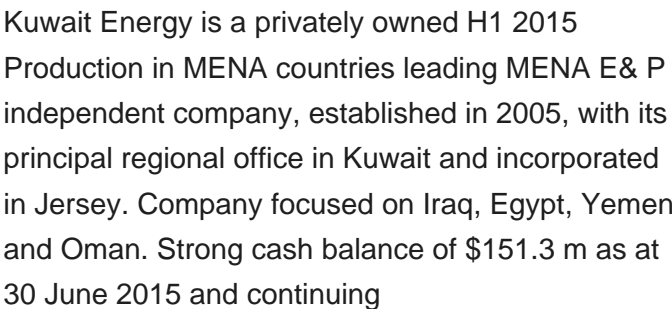 Kuwait Energy is a privately owned H1 2015
Production in MENA countries leading MENA E& P
independent company, established in 2005, with its
principal regional office in Kuwait and incorporated
in Jersey. Company focused on Iraq, Egypt, Yemen
and Oman. Strong cash balance of $151.3 m as at
30 June 2015 and continuing